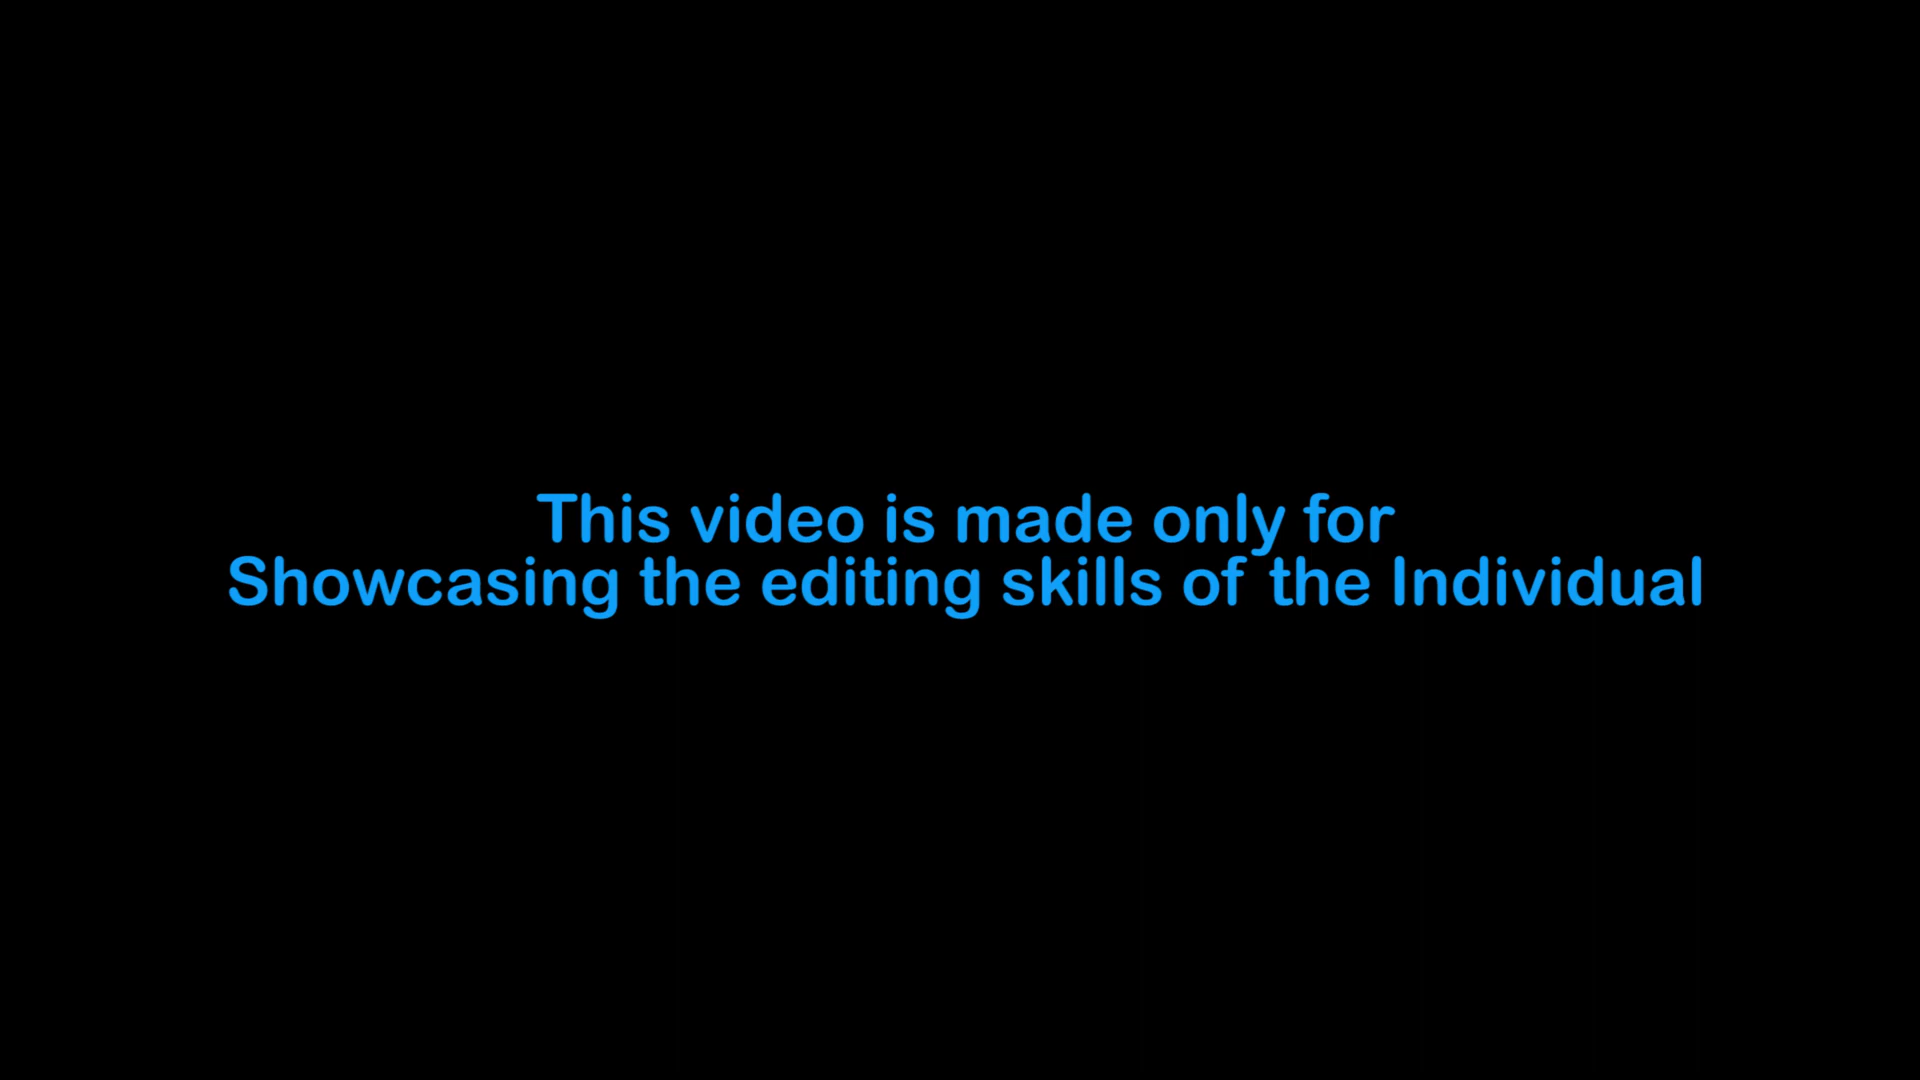 This video is made only for
Showcasing the editing skills of the Individual